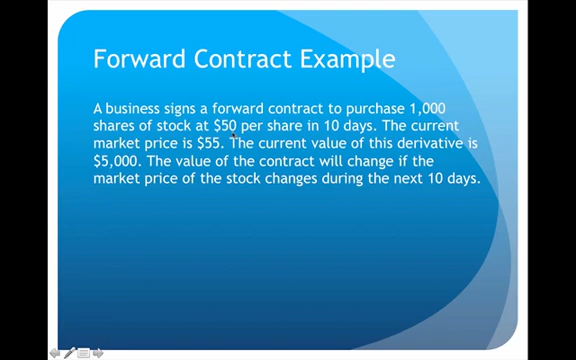 Forward Contract Example
A business signs a forward contract to purchase 1,000
shares of stock at $50 per share in 10 days. The current
market price is $55. The current value of this derivative is
$5,000. The value of the contract will change if the
market price of the stock changes during the next 10 days.